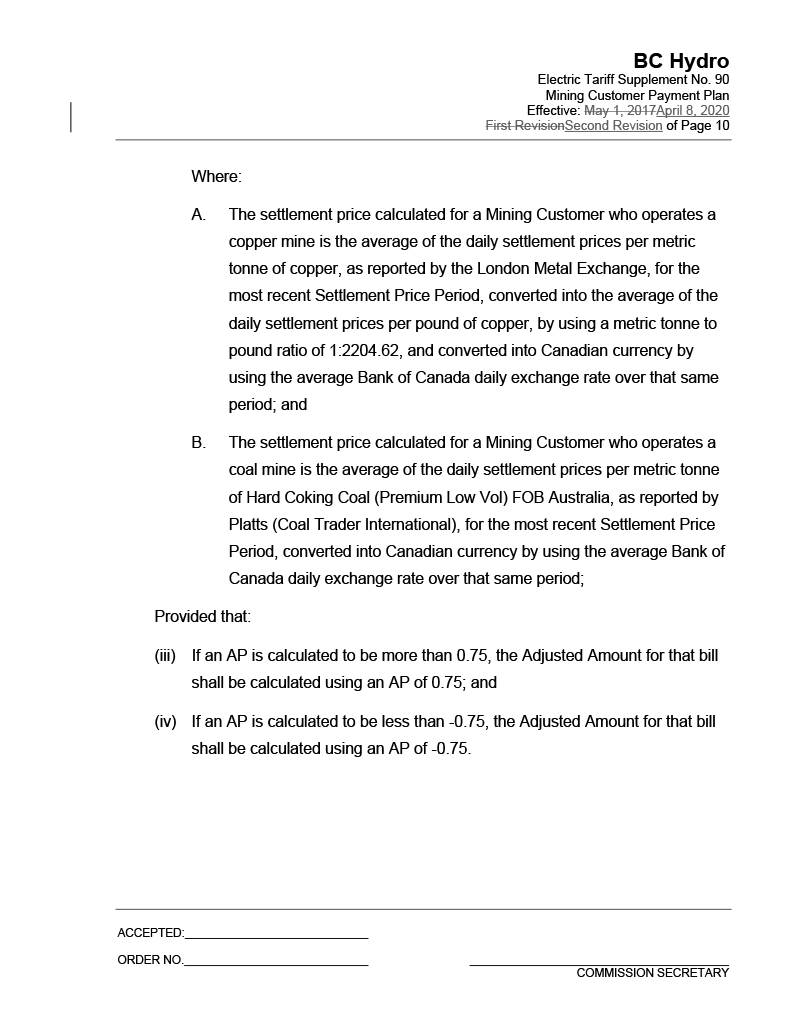 BC Hydro
Electric Tariff Supplement No. 90
Mining Customer Payment Plan
Effective: May 1, 2017April 8, 2020
First RevisionSecond Revision of Page 10
Where:
A. The settlement price calculated for a Mining Customer who operates a
copper mine is the average of the daily settlement prices per metric
tonne of copper, as reported by the London Metal Exchange, for the
most recent Settlement Price Period, converted into the average of the
daily settlement prices per pound of copper, by using a metric tonne to
pound ratio of 1:2204.62, and converted into Canadian currency by
using the average Bank of Canada daily exchange rate over that same
period; and
B. The settlement price calculated for a Mining Customer who operates a
coal mine is the average of the daily settlement prices per metric tonne
of Hard Coking Coal (Premium Low Vol) FOB Australia, as reported by
Platts (Coal Trader International), for the most recent Settlement Price
Period, converted into Canadian currency by using the average Bank of
Canada daily exchange rate over that same period;
Provided that:
(iii) If an AP is calculated to be more than 0.75, the Adjusted Amount for that bill
shall be calculated using an AP of 0.75; and
(iv) If an AP is calculated to be less than -0.75, the Adjusted Amount for that bill
shall be calculated using an AP of -0.75.
ACCEPTED:
ORDER NO.
COMMISSION SECRETARY